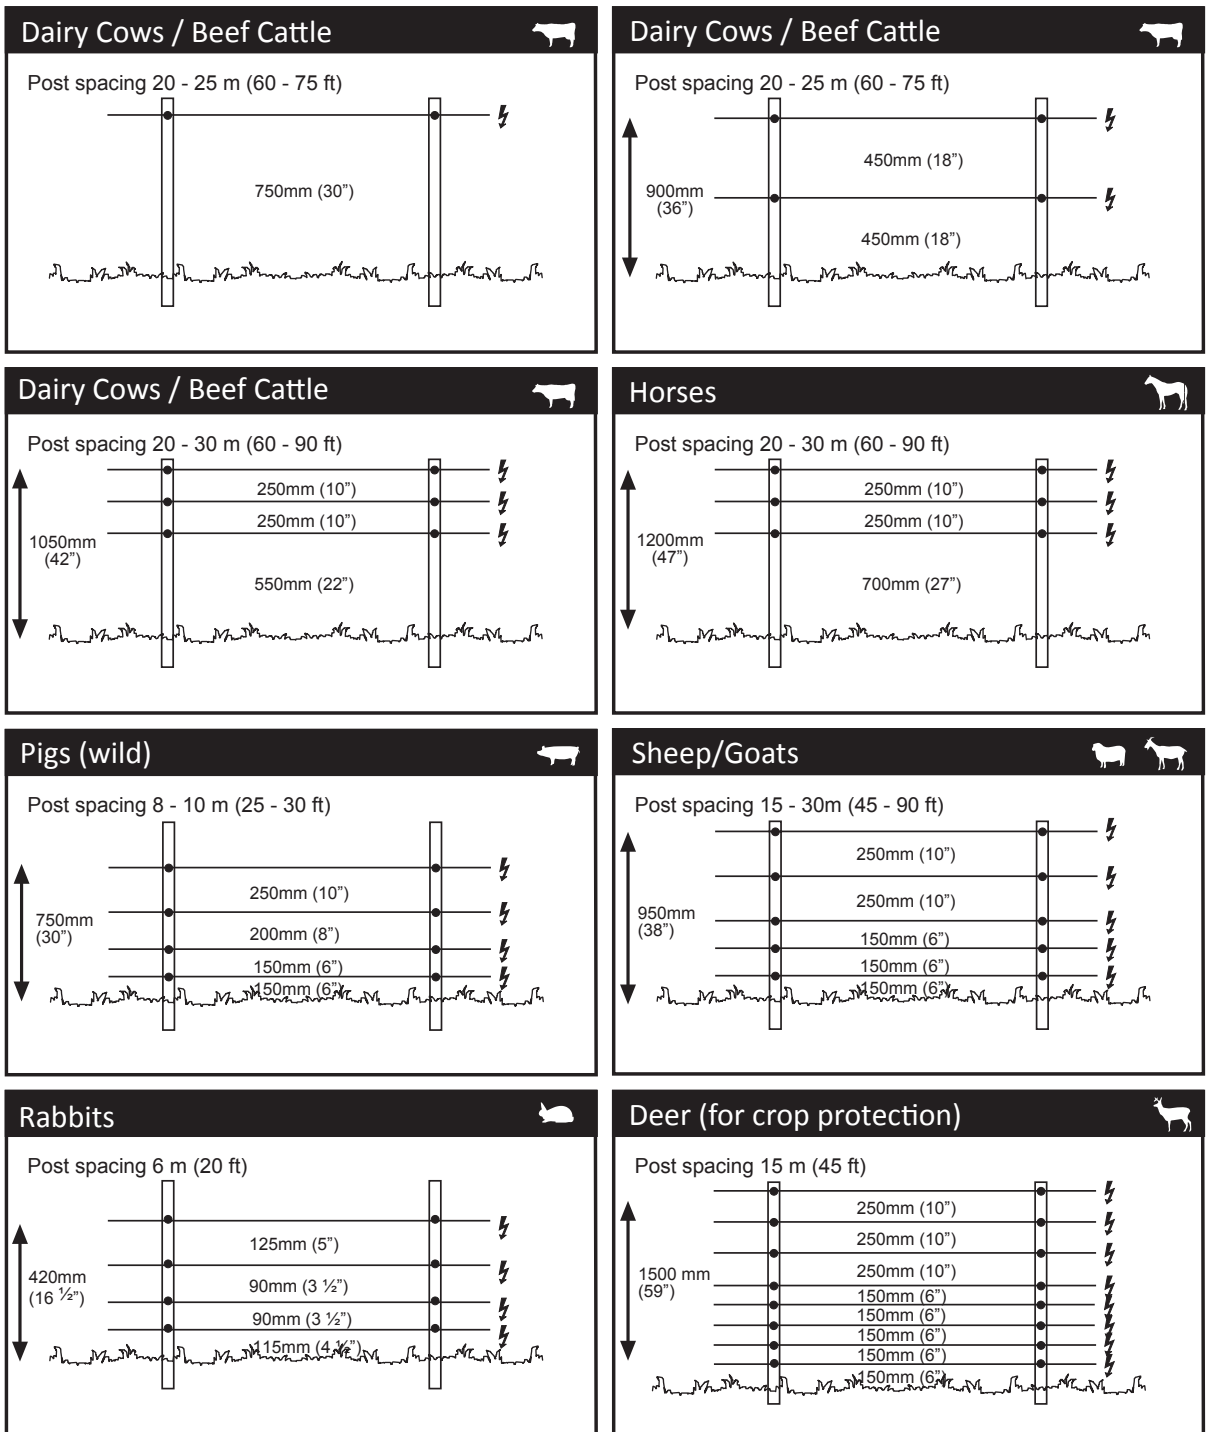 Dairy Cows / Beef Cattle
Post spacing 20 - 25 m (60 - 75 ft)
750mm (30”)
Dairy Cows / Beef Cattle
Post spacing 20 - 25 m (60 - 75 ft)
450mm (18”)
900mm
(36”)
450mm (18”)
Dairy Cows / Beef Cattle
Post spacing 20 - 30 m (60 - 90 ft)
250mm (10”)
250mm (10”)
1050mm
(42”)
550mm (22”)
Horses
Post spacing 20 - 30 m (60 - 90 ft)
250mm (10”)
250mm (10”)
1200mm
(47”)
700mm (27”)
Pigs (wild)
Post spacing 8 - 10 m (25 - 30 ft)
250mm (10”)
750mm
(30”)
200mm (8”)
150mm (6”)
150mm (6”)
Sheep/Goats
Post spacing 15 - 30m (45 - 90 ft)
250mm (10”)
250mm (10”)
950mm
(38”)
150mm (6”)
150mm (6”)
150mm (6”)
Rabbits
Post spacing 6 m (20 ft)
125mm (5”)
420mm
(16 ½”)
90mm (3 ½”)
90mm (3 ½”)
115mm (4 ½”)
Deer (for crop protection)
Post spacing 15 m (45 ft)
250mm (10”)
250mm (10”)
250mm (10”)
1500 mm
(59”)
150mm (6”)
150mm (6”)
150mm (6”)
150mm (6”)
150mm (6”)